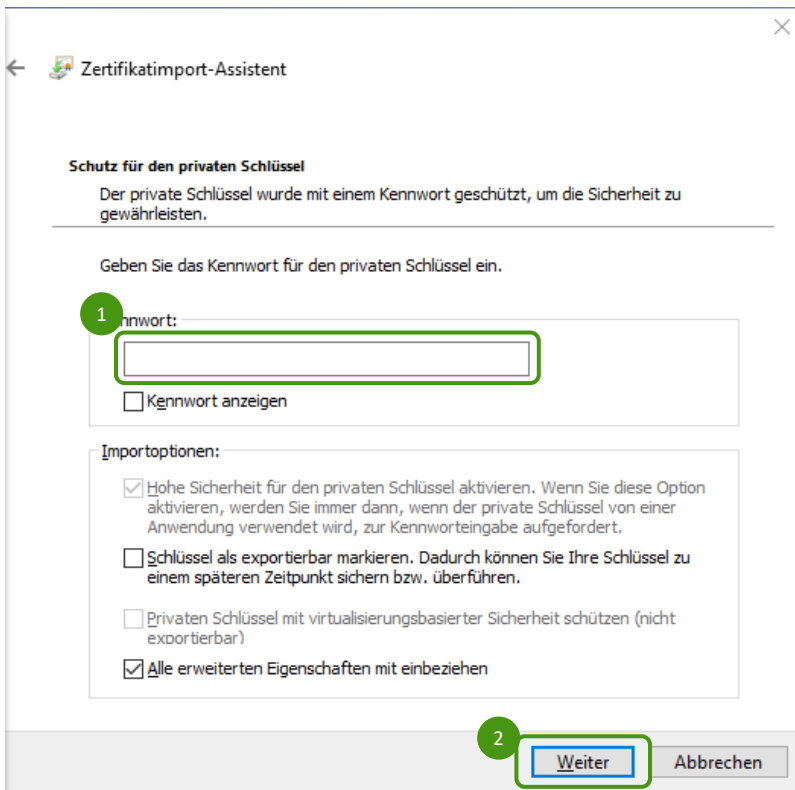 Zertifikatimport-Assistent
Schutz für den privaten Schlüssel
Der private Schlüssel wurde mit einem Kennwort geschützt, um die Sicherheit zu
gewährleisten.
Geben Sie das Kennwort für den privaten Schlüssel ein.
1
nnwort:
Kennwort anzeigen
Importoptionen:
Hohe Sicherheit für den privaten Schlüssel aktivieren. Wenn Sie diese Option
aktivieren, werden Sie immer dann, wenn der private Schlüssel von einer
Anwendung verwendet wird, zur Kennworteingabe aufgefordert.
Schlüssel als exportierbar markieren. Dadurch können Sie Ihre Schlüssel zu
einem späteren Zeitpunkt sichern bzw. überführen.
Privaten Schlüssel mit virtualisierungsbasierter Sicherheit schützen (nicht
exportierbar)
Alle erweiterten Eigenschaften mit einbeziehen
2
Weiter Abbrechen